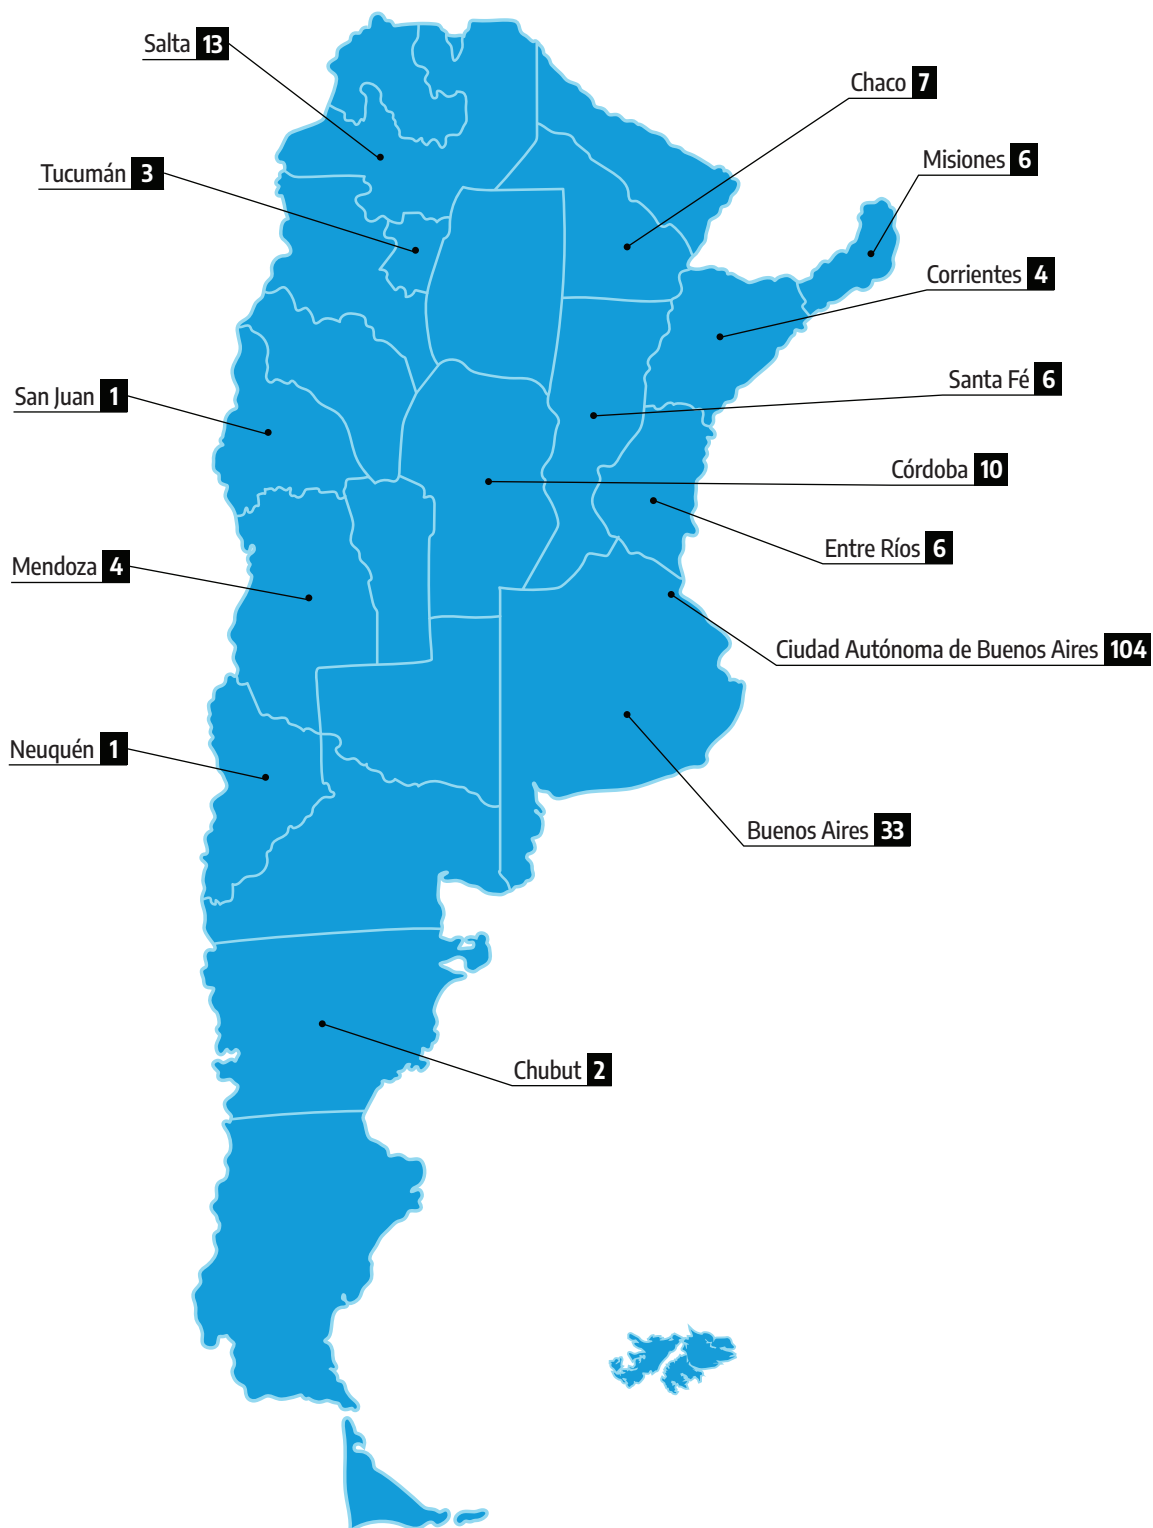 Salta 13
Chaco 7
Misiones 6
Tucumán 3
Corrientes 4
Santa Fé 6
San Juan 1
Córdoba 10
Entre Ríos 6
Mendoza 4
Ciudad Autónoma de Buenos Aires 104
Neuquén 1
Buenos Aires 33
Chubut 2